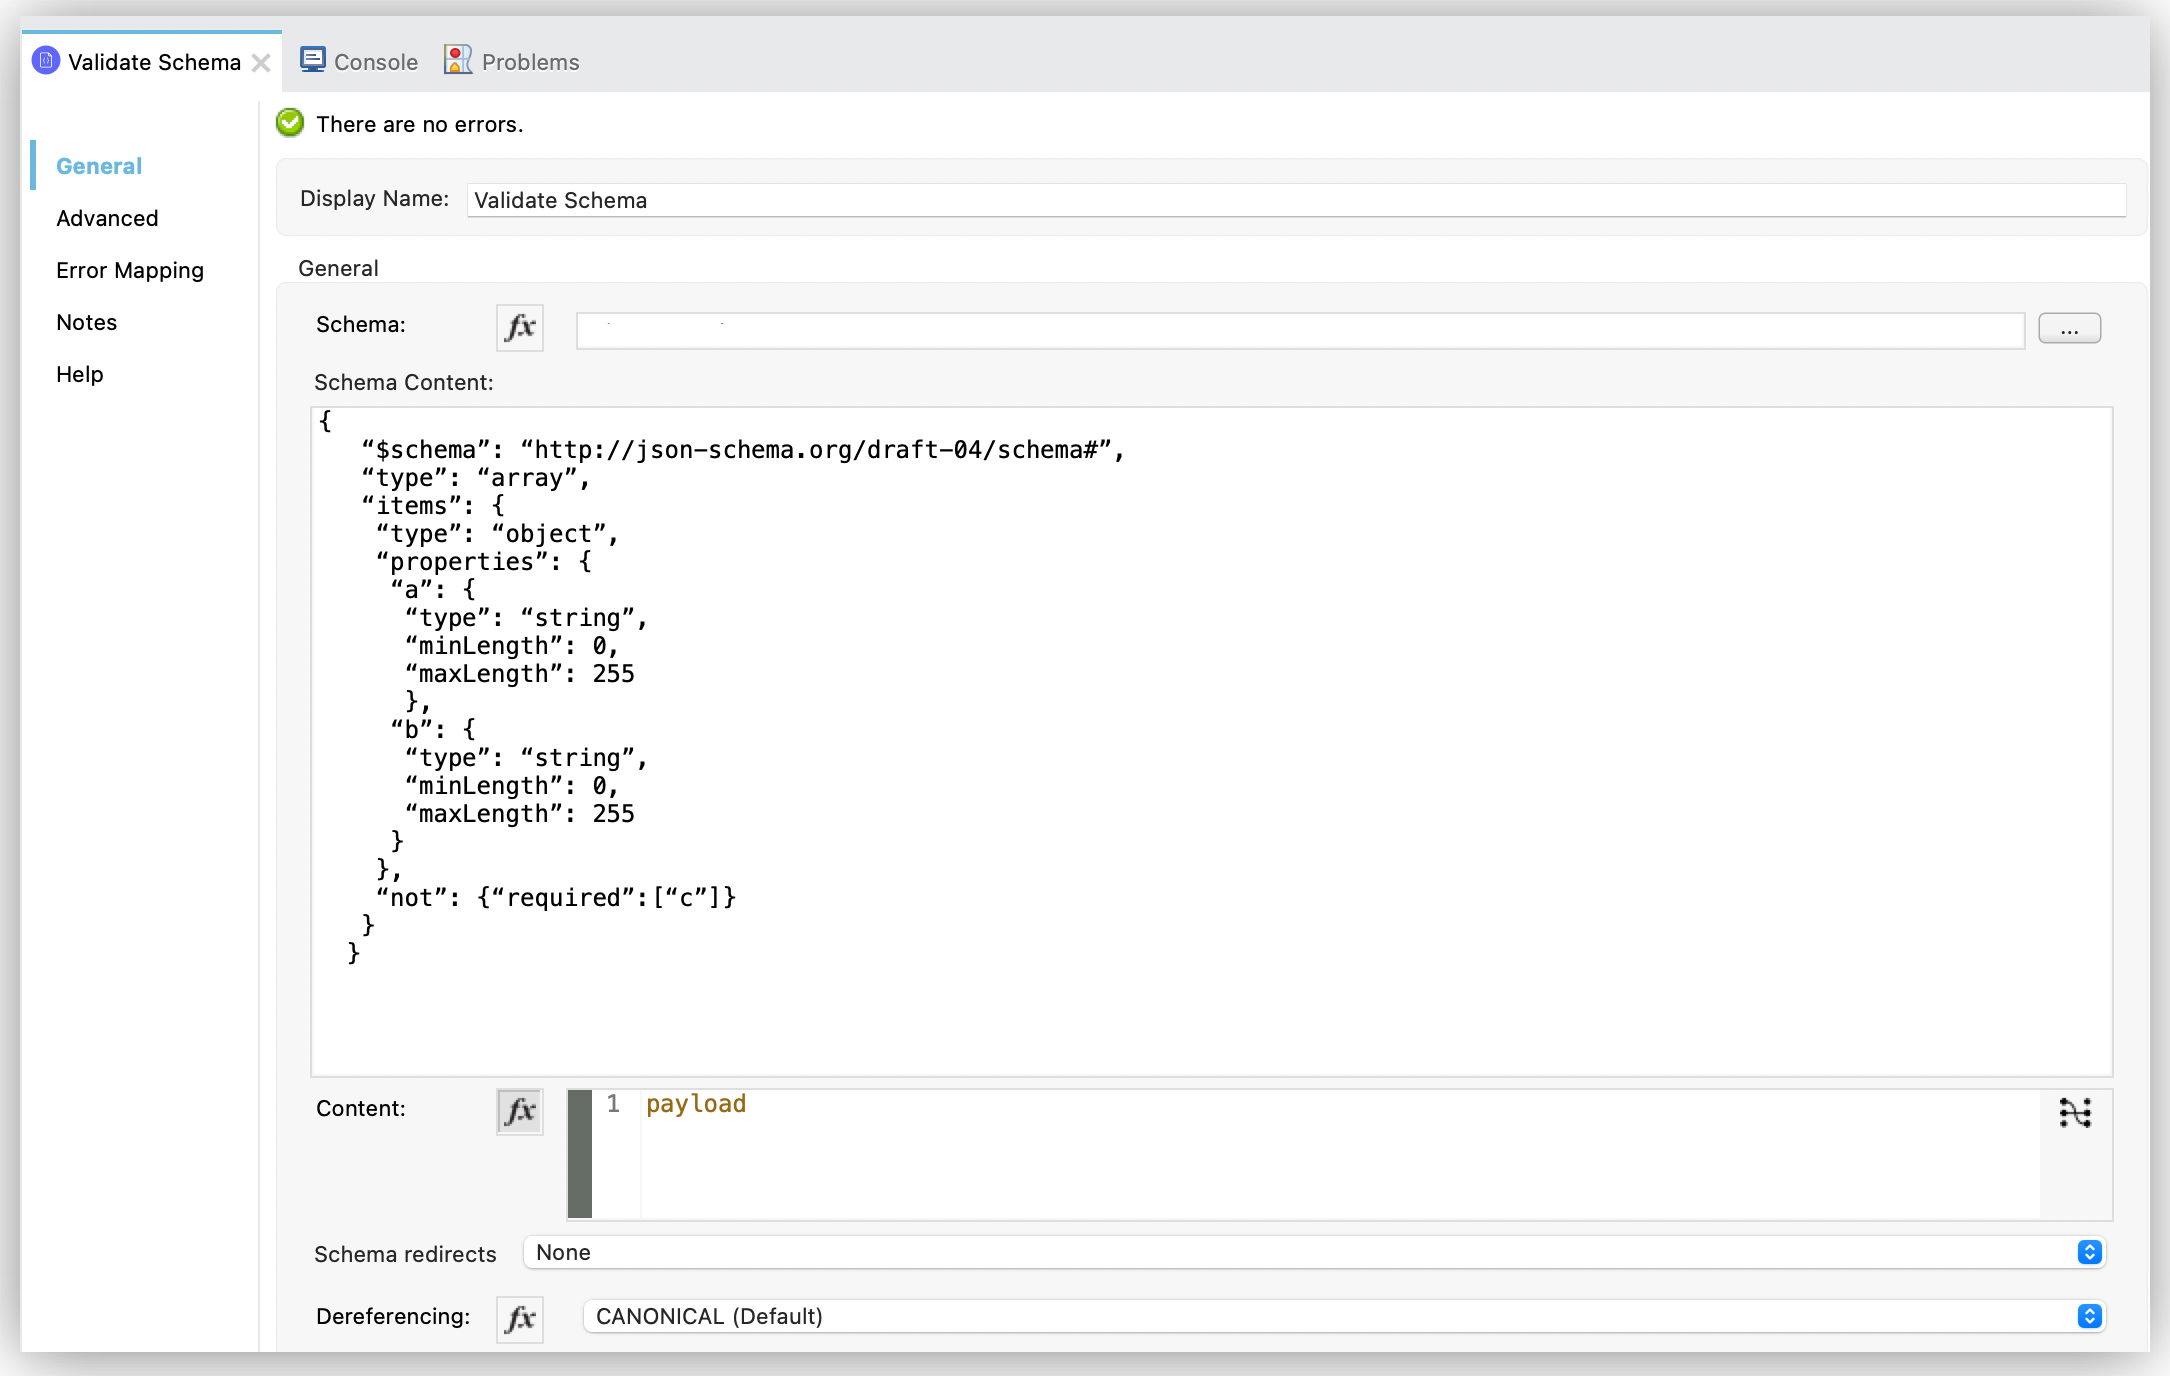 Validate Schema
Console
Problems
General
Advanced
Error Mapping
Notes
Help
There are no errors.
Display Name: Validate Schema
General
Schema: fx ...
Schema Content:
{
   “$schema”: “http://json-schema.org/draft-04/schema#”,
   “type”: “array”,
   “items”: {
    “type”: “object”,
    “properties”: {
     “a”: {
      “type”: “string”,
      “minLength”: 0,
      “maxLength”: 255
      },
     “b”: {
      “type”: “string”,
      “minLength”: 0,
      “maxLength”: 255
     }
    },
    “not”: {“required”:[“c”]}
   }
  }
Content: fx 1 payload
Schema redirects None
Dereferencing: fx CANONICAL (Default)